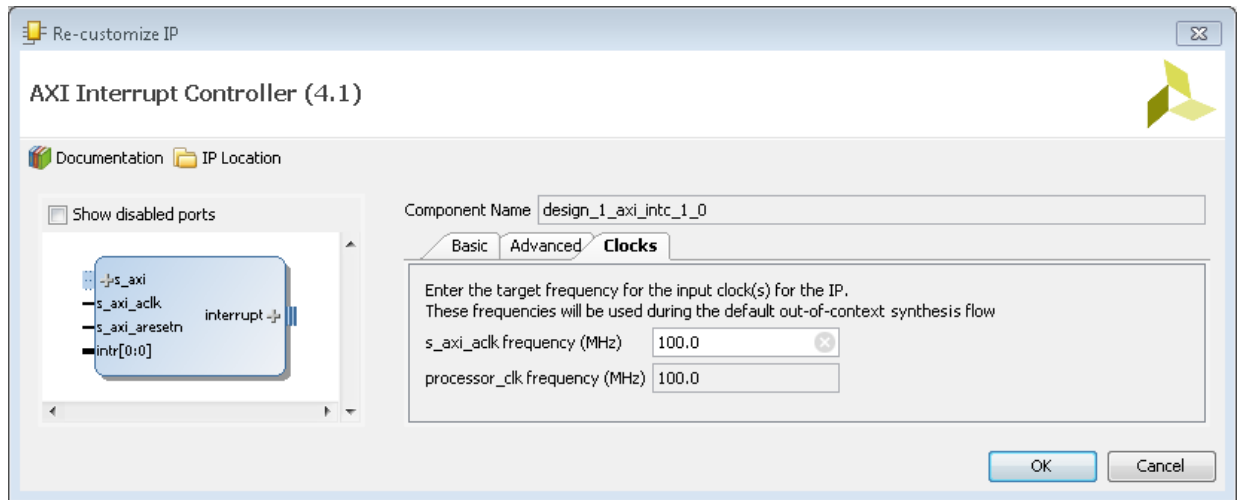 Re-customize IP
AXI Interrupt Controller (4.1)
Documentation IP Location
Show disabled ports
s_axi
s_axi_aclk
s_axi_aresetn
intr[0:0]
interrupt
Component Name design_1_axi_intc_1_0
Basic Advanced Clocks
Enter the target frequency for the input clock(s) for the IP.
These frequencies will be used during the default out-of-context synthesis flow
s_axi_aclk frequency (MHz) 100.0
processor_clk frequency (MHz) 100.0
OK Cancel